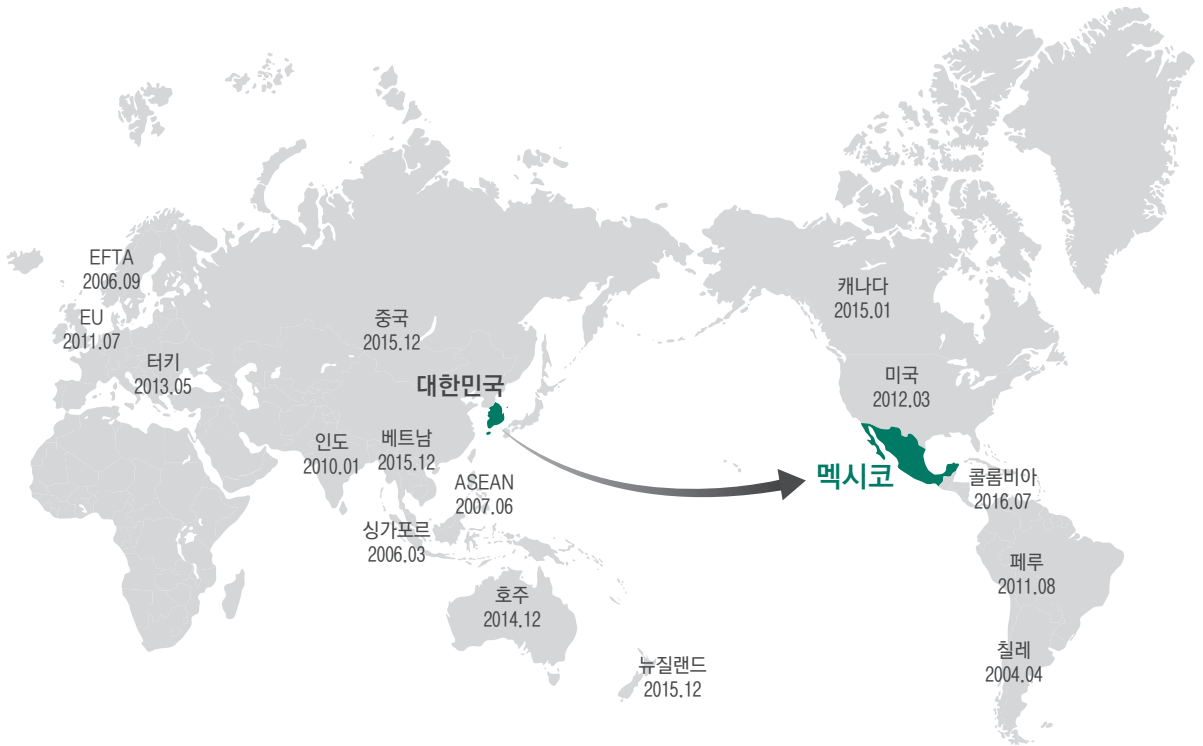 EFTA
2006.09
EU
2011.07
터키
2013.05
중국
2015.12
대한민국
인도
2010.01
베트남
2015.12
ASEAN
2007.06
싱가포르
2006.03
호주
2014.12
뉴질랜드
2015.12
캐나다
2015.01
미국
2012.03
멕시코
콜롬비아
2016.07
페루
2011.08
칠레
2004.04